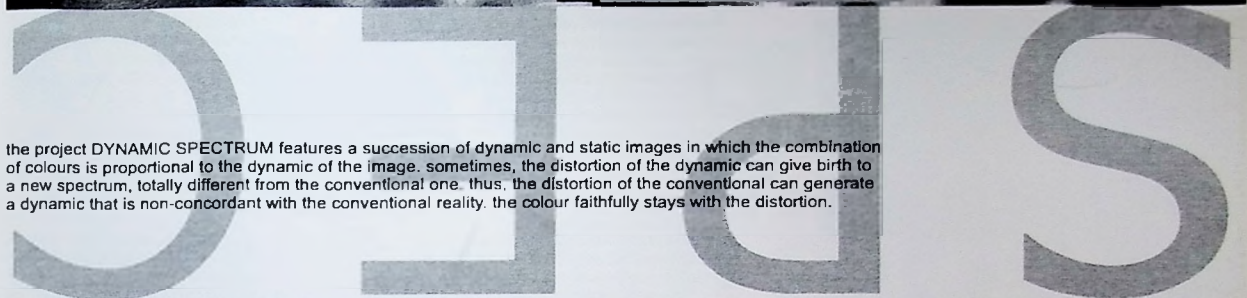 SPEC
the project DYNAMIC SPECTRUM features a succession of dynamic and static images in which the combination
of colours is proportional to the dynamic of the image. sometimes, the distortion of the dynamic can give birth to
a new spectrum, totally different from the conventional one. thus, the distortion of the conventional can generate
a dynamic that is non-concordant with the conventional reality. the colour faithfully stays with the distortion.